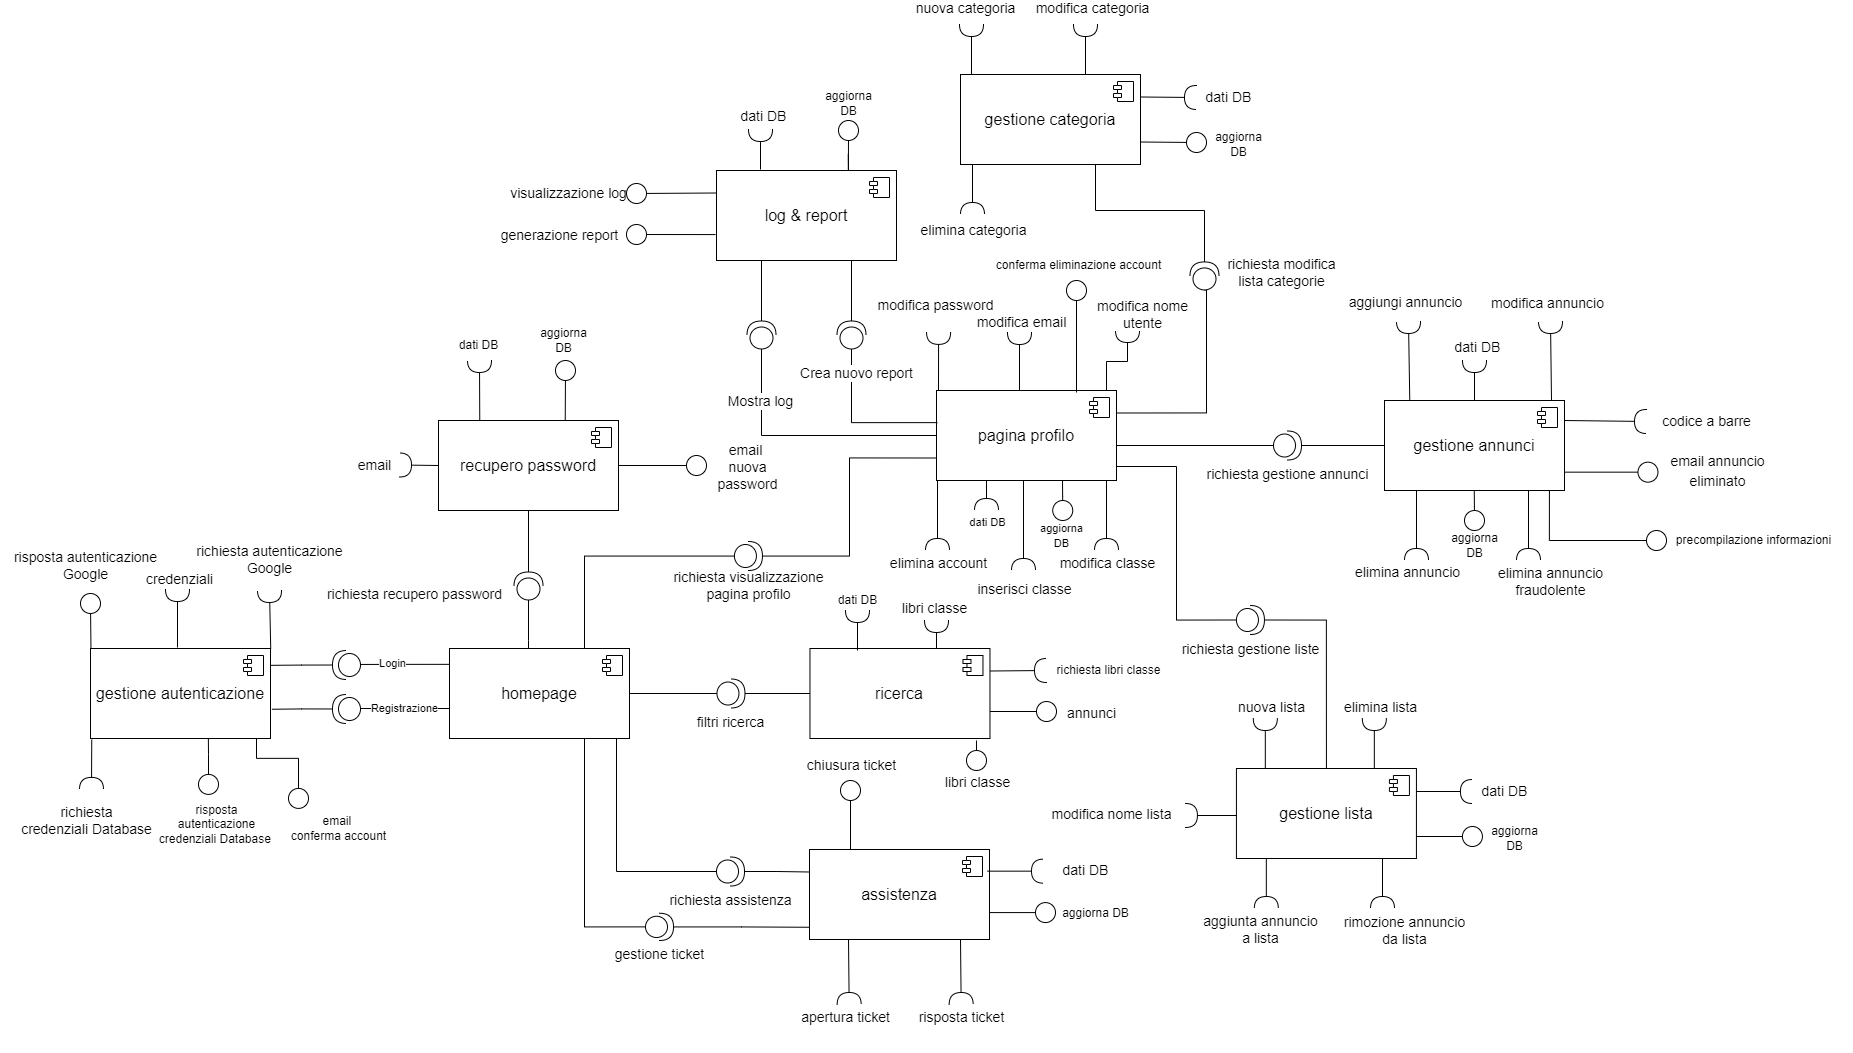 nuova categoria
modifica categoria
gestione categoria
dati DB
aggiorna
DB
elimina categoria
dati DB
aggiorna
DB
visualizzazione log
generazione report
log & report
richiesta modifica
lista categorie
Mostra log
Crea nuovo report
modifica password
modifica email
conferma eliminazione account
modifica nome
utente
pagina profilo
elimina account
dati DB
inserisci classe
aggiorna
DB
modifica classe
richiesta gestione annunci
aggiungi annuncio
modifica annuncio
dati DB
gestione annunci
codice a barre
email annuncio
eliminato
precompilazione informazioni
elimina annuncio
aggiorna
DB
elimina annuncio
fraudolente
dati DB
aggiorna
DB
email
recupero password
email
nuova
password
richiesta recupero password
richiesta visualizzazione
pagina profilo
risposta autenticazione
Google
credenziali
richiesta autenticazione
Google
gestione autenticazione
Login
Registrazione
richiesta
credenziali Database
risposta
autenticazione
credenziali Database
email
conferma account
homepage
filtri ricerca
dati DB
libri classe
ricerca
richiesta libri classe
annunci
libri classe
richiesta gestione liste
nuova lista
elimina lista
modifica nome lista
gestione lista
dati DB
aggiorna
DB
aggiunta annuncio
a lista
rimozione annuncio
da lista
chiusura ticket
assistenza
dati DB
aggiorna DB
richiesta assistenza
gestione ticket
apertura ticket
risposta ticket